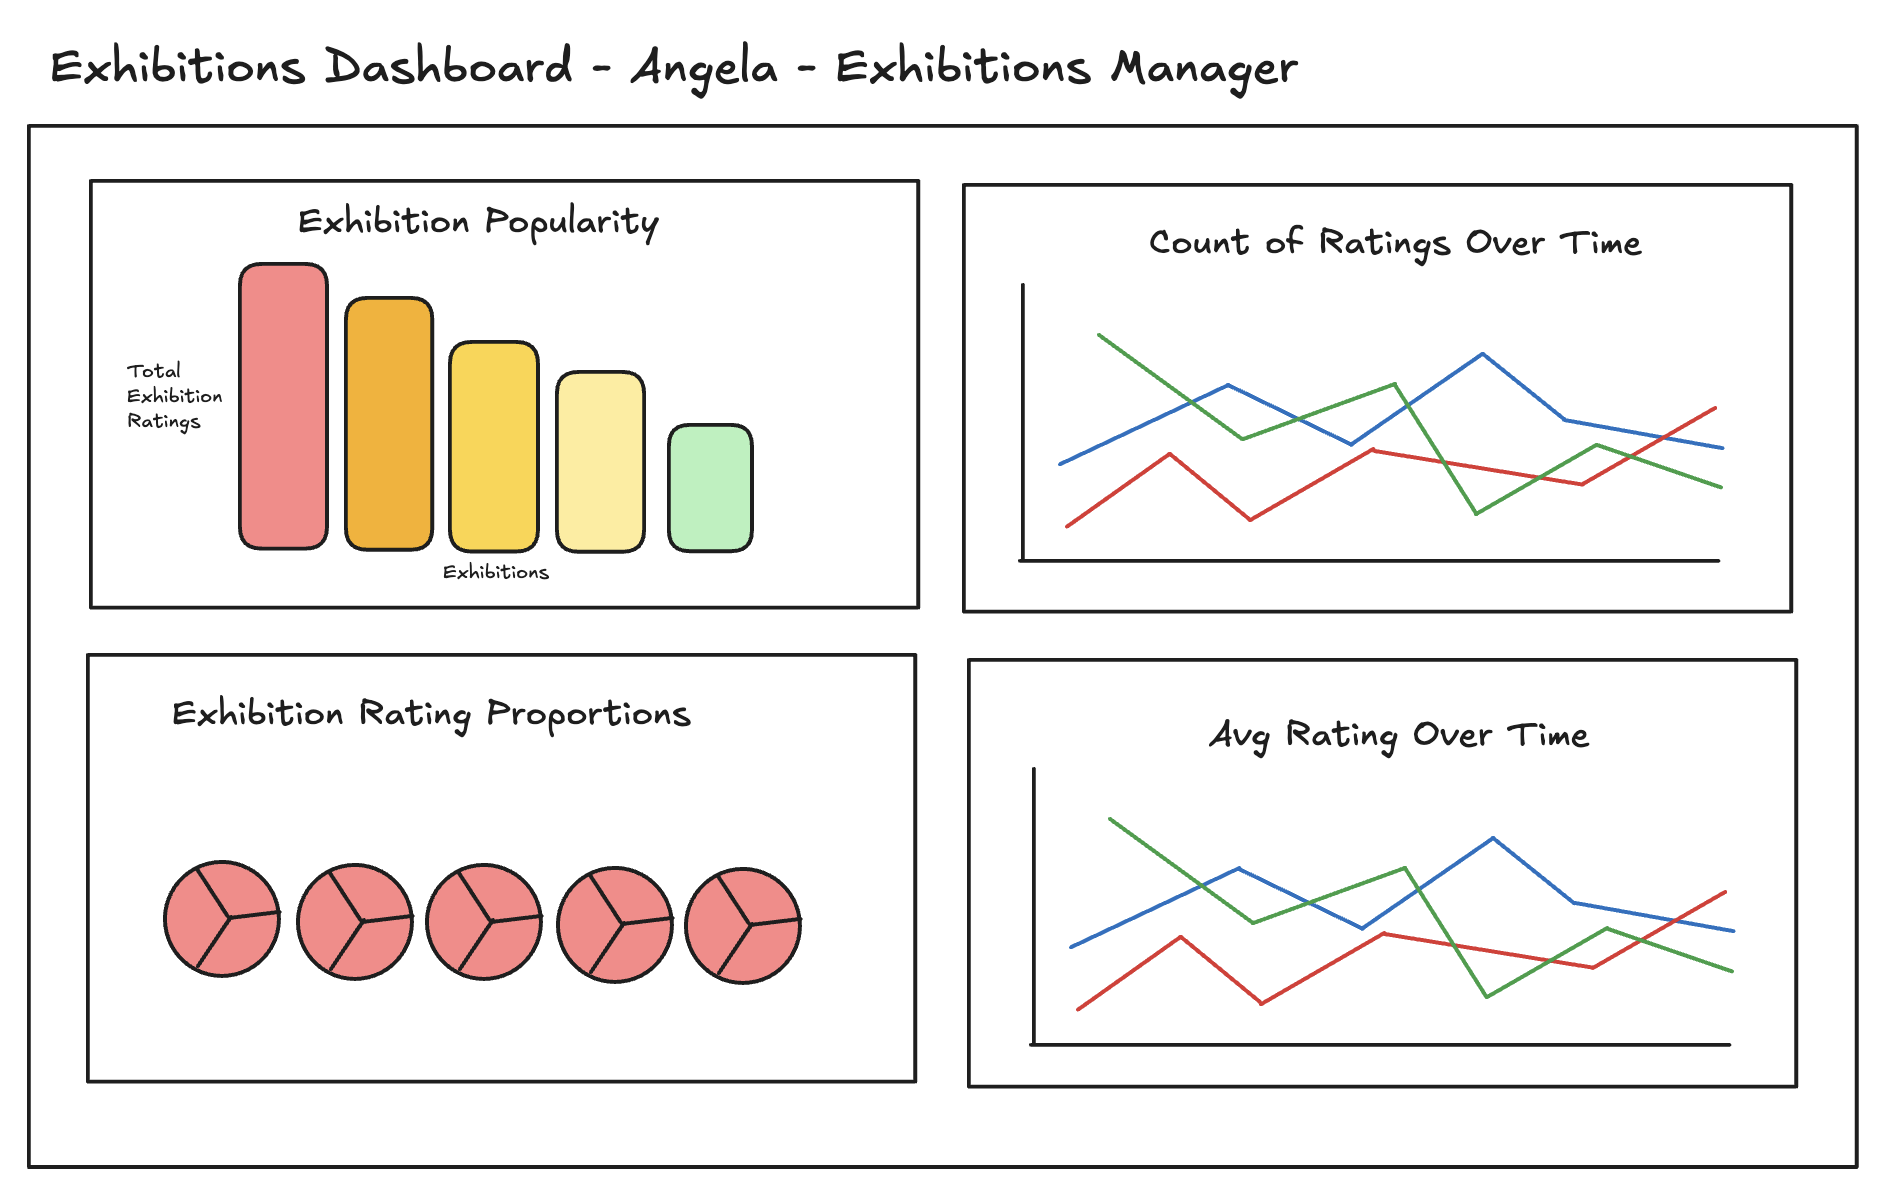 Exhibitions Dashboard - Angela - Exhibitions Manager
Exhibition Popularity
Total
Exhibition
Ratings
Exhibitions
Count of Ratings Over Time
Exhibition Rating Proportions
Avg Rating Over Time